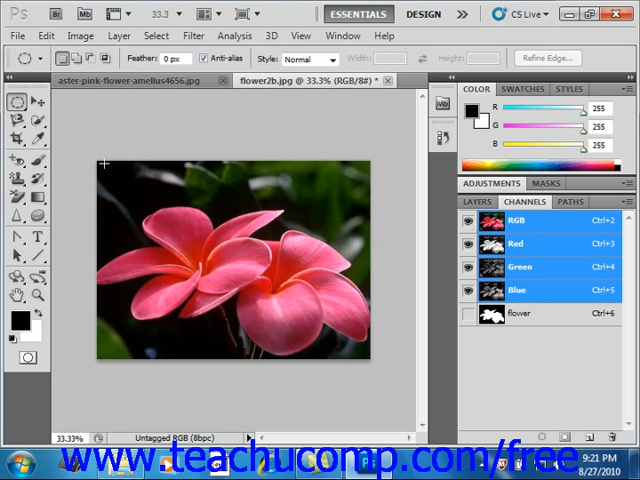 Ps Br Mb 33.3 ESSENTIALS DESIGN CS Live
File Edit Image Layer Select Filter Analysis 3D View Window Help
Feather: 0 px Anti-alias Style: Normal Width: Height: Refine Edge...
aster-pink-flower-amellus4656.jpg flower2b.jpg @ 33.3% (RGB/8#) *
COLOR SWATCHES STYLES
R 255
G 255
B 255
ADJUSTMENTS MASKS
LAYERS CHANNELS PATHS
RGB Ctrl+2
Red Ctrl+3
Green Ctrl+4
Blue Ctrl+5
flower Ctrl+6
33.33% Untagged RGB (8bpc)
9:21 PM
8/27/2010
www.teachucomp.com/free